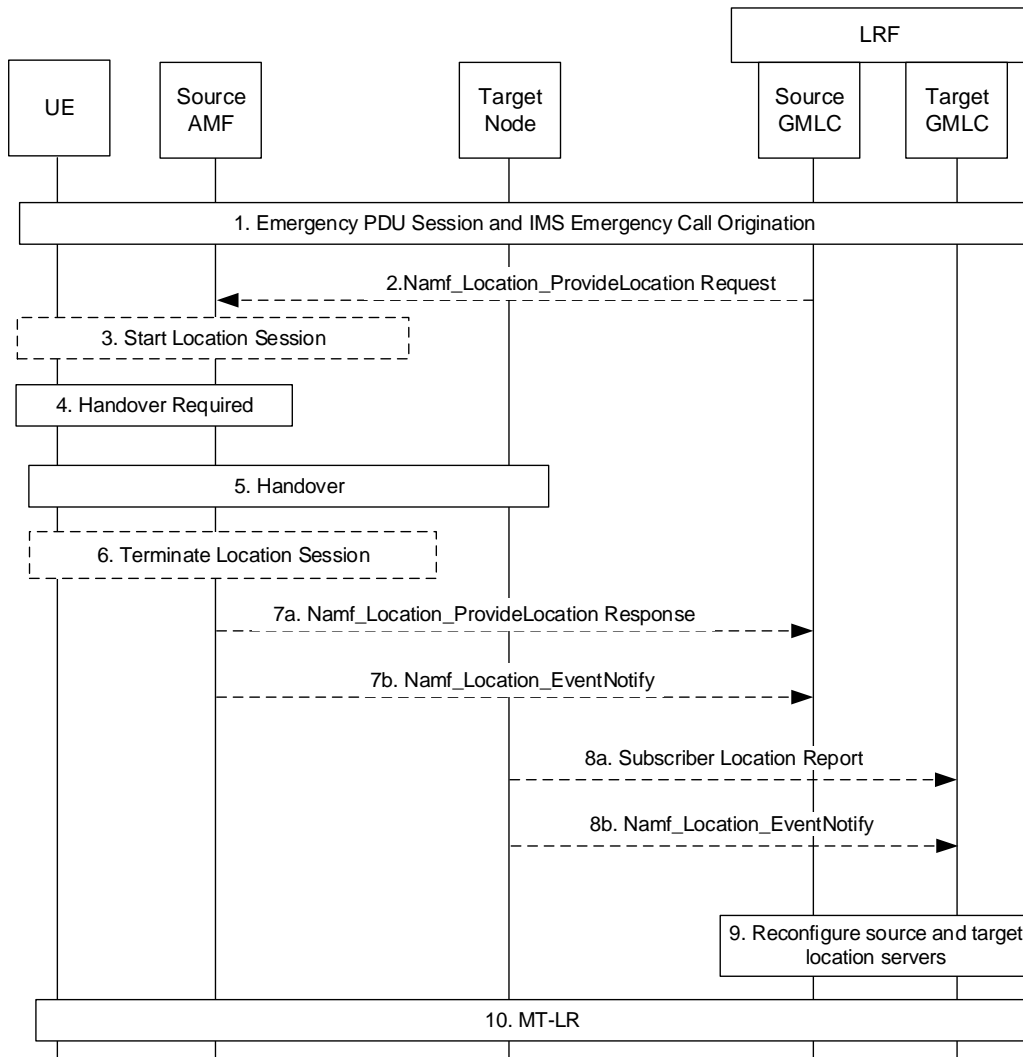 LRF
UE
Source
AMF
Target
Node
Source
GMLC
Target
GMLC
1. Emergency PDU Session and IMS Emergency Call Origination
2.Namf_Location_ProvideLocation Request
3. Start Location Session
4. Handover Required
5. Handover
6. Terminate Location Session
7a. Namf_Location_ProvideLocation Response
7b. Namf_Location_EventNotify
8a. Subscriber Location Report
8b. Namf_Location_EventNotify
9. Reconfigure source and target
location servers
10. MT-LR